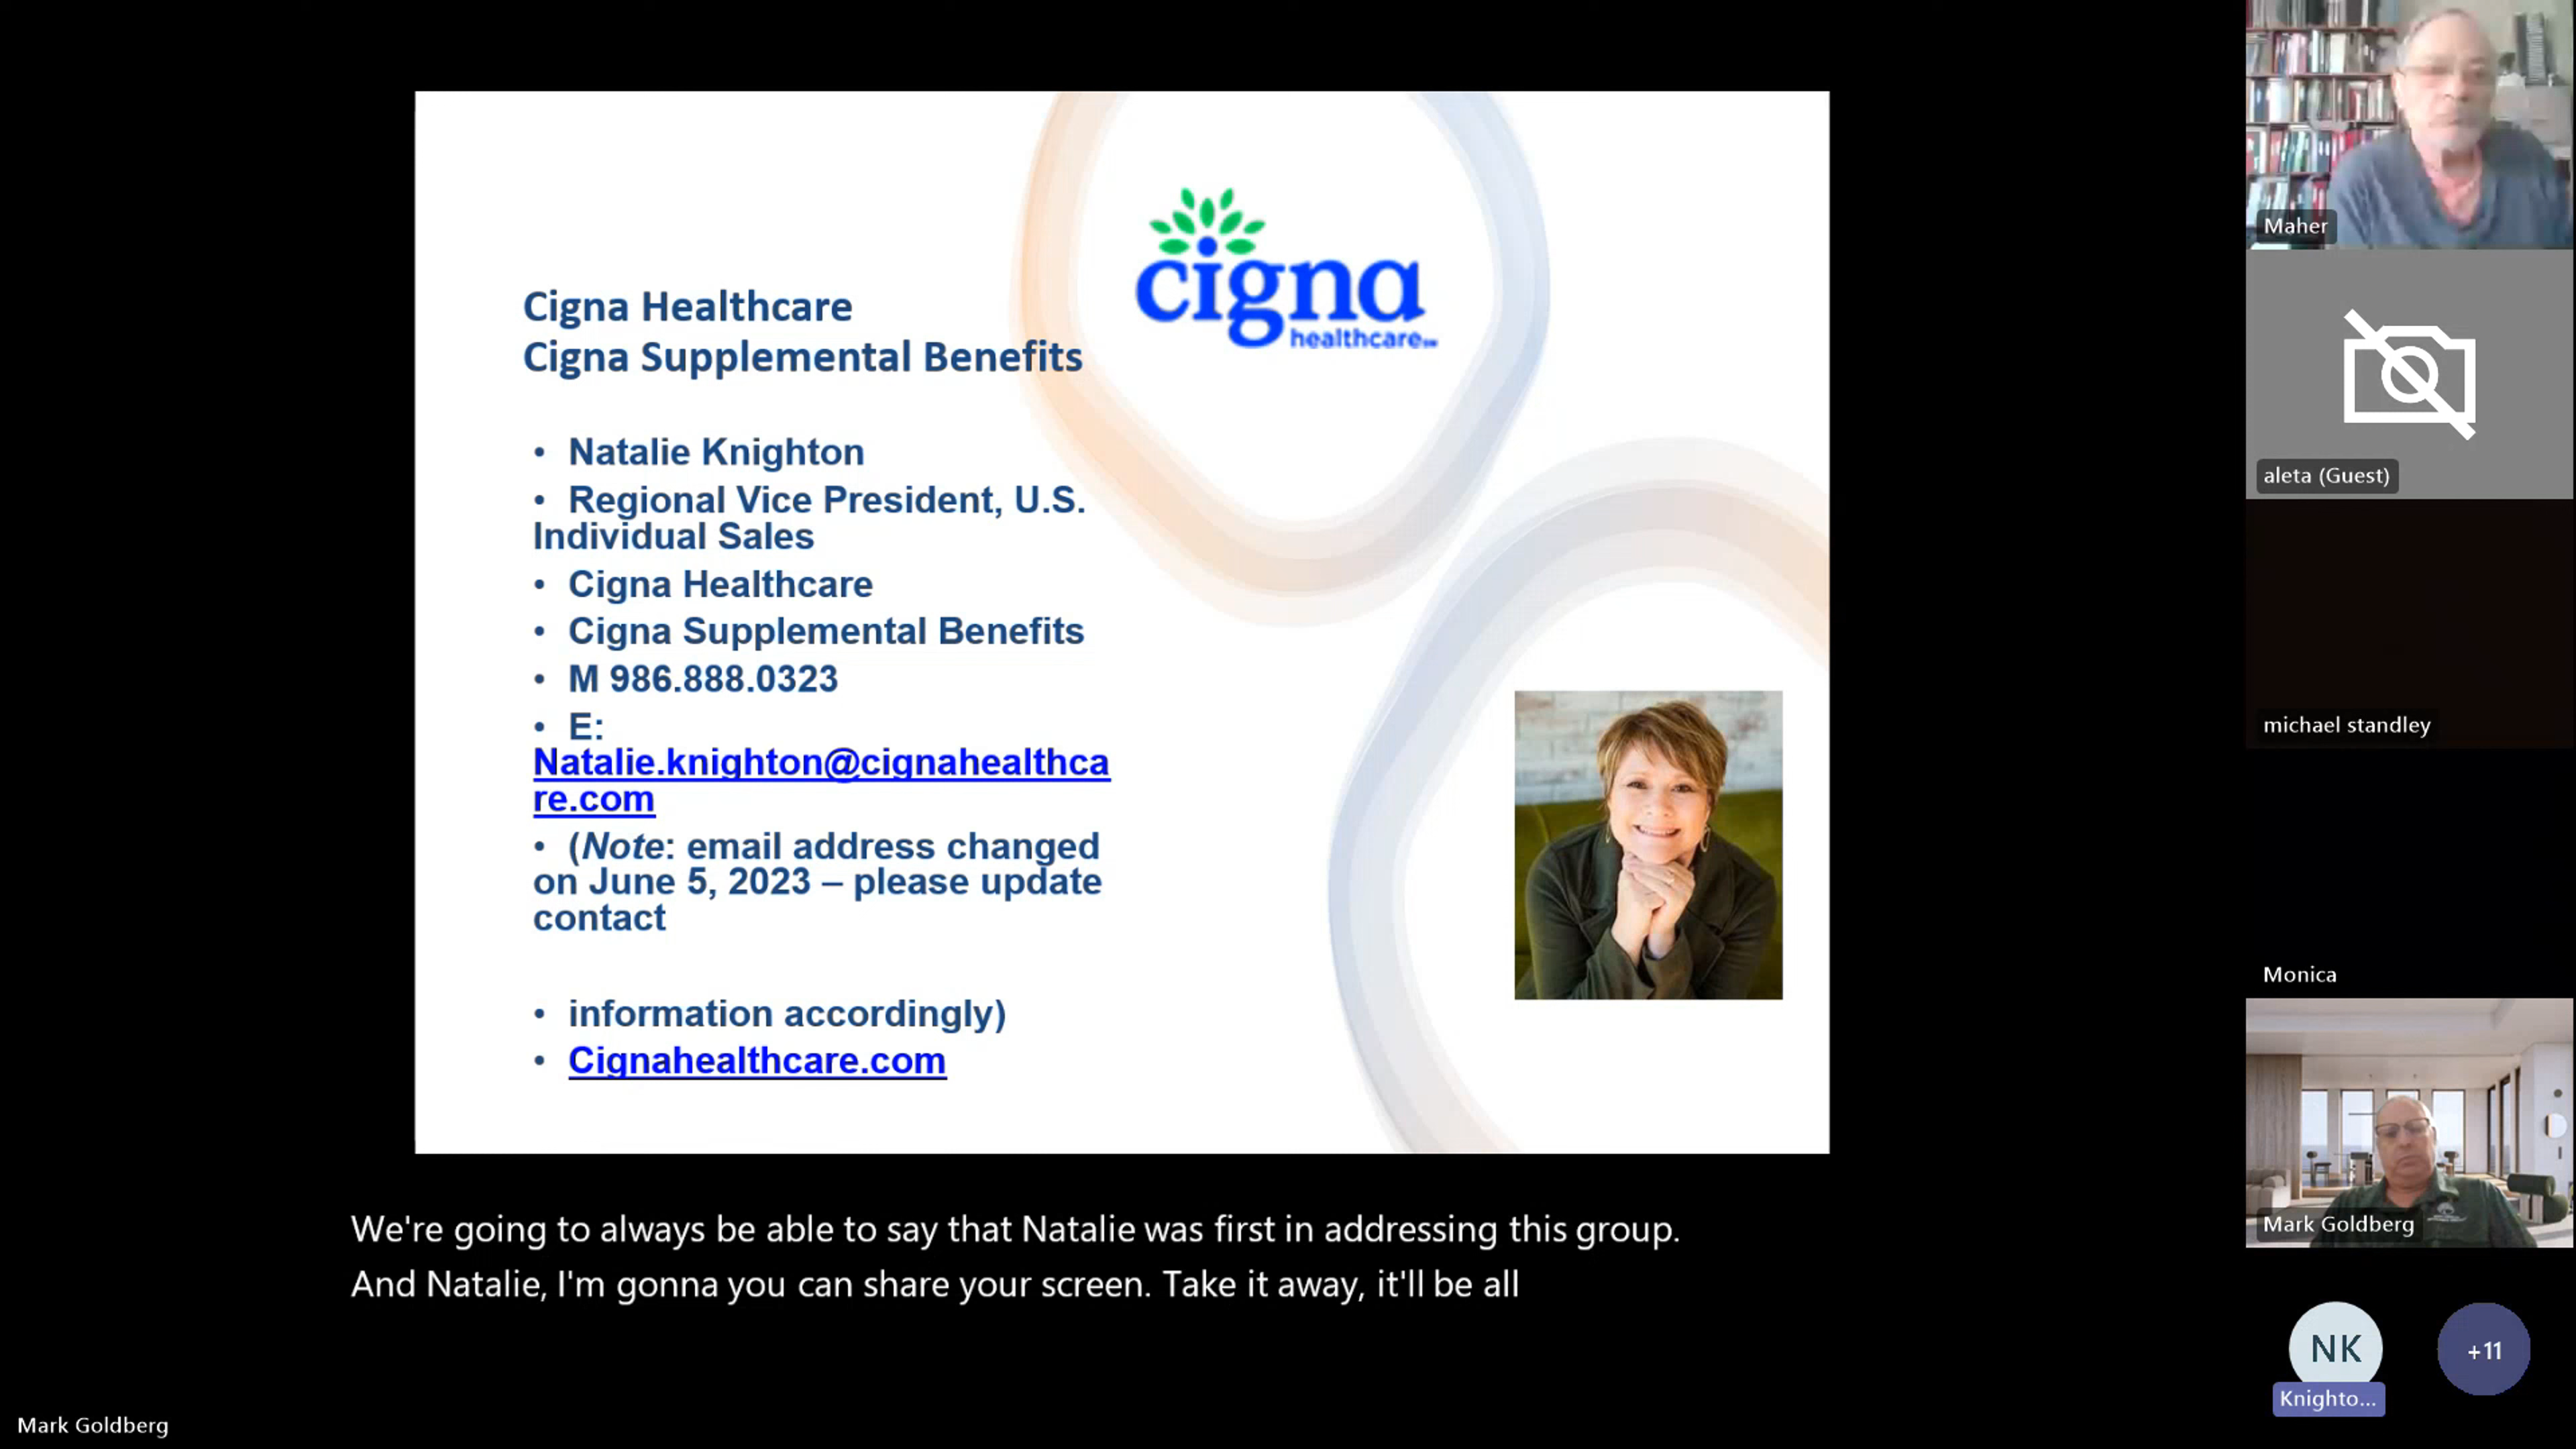 cigna
healthcare℠
Cigna Healthcare
Cigna Supplemental Benefits
• Natalie Knighton
• Regional Vice President, U.S.
Individual Sales
• Cigna Healthcare
• Cigna Supplemental Benefits
• M 986.888.0323
• E:
Natalie.knighton@cignahealthca
re.com
• (Note: email address changed
on June 5, 2023 – please update
contact
• information accordingly)
• Cignahealthcare.com
We're going to always be able to say that Natalie was first in addressing this group.
And Natalie, I'm gonna you can share your screen. Take it away, it'll be all
Mark Goldberg
Maher
aleta (Guest)
michael standley
Monica
Mark Goldberg
NK
Knighto...
+11